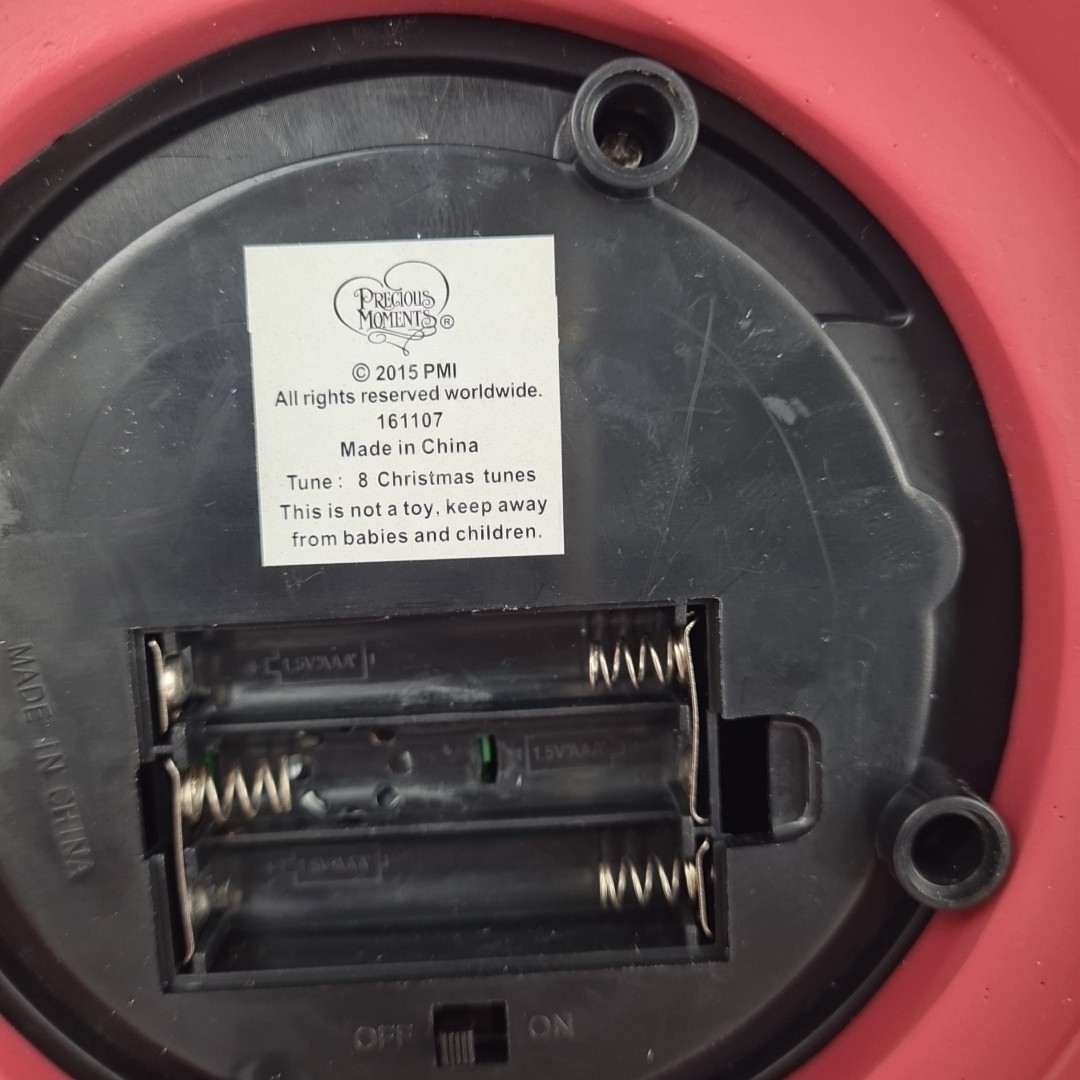 PRECIOUS
MOMENTS®
© 2015 PMI
All rights reserved worldwide.
161107
Made in China
Tune: 8 Christmas tunes
This is not a toy, keep away
from babies and children.
MADE IN CHINA
+ 1.5V"AAA" -
1.5V"AAA"
1.5V"AAA"
OFF ON